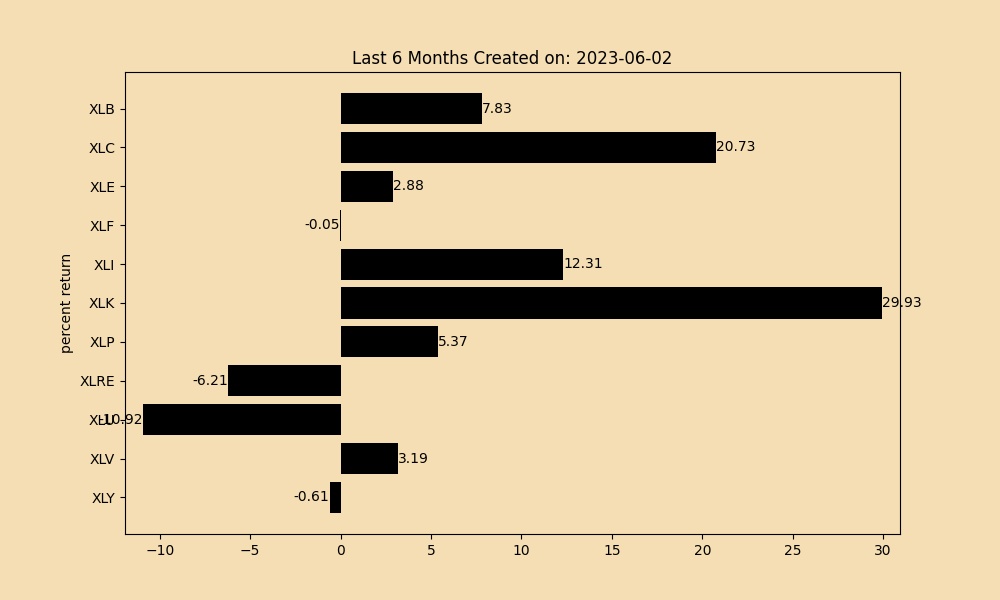 Last 6 Months Created on: 2023-06-02
XLB 7.83
XLC 20.73
XLE 2.88
XLF -0.05
XLI 12.31
percent return
XLK 29.93
XLP 5.37
XLRE -6.21
XLU -10.92
XLV 3.19
XLY -0.61
−10 −5 0 5 10 15 20 25 30